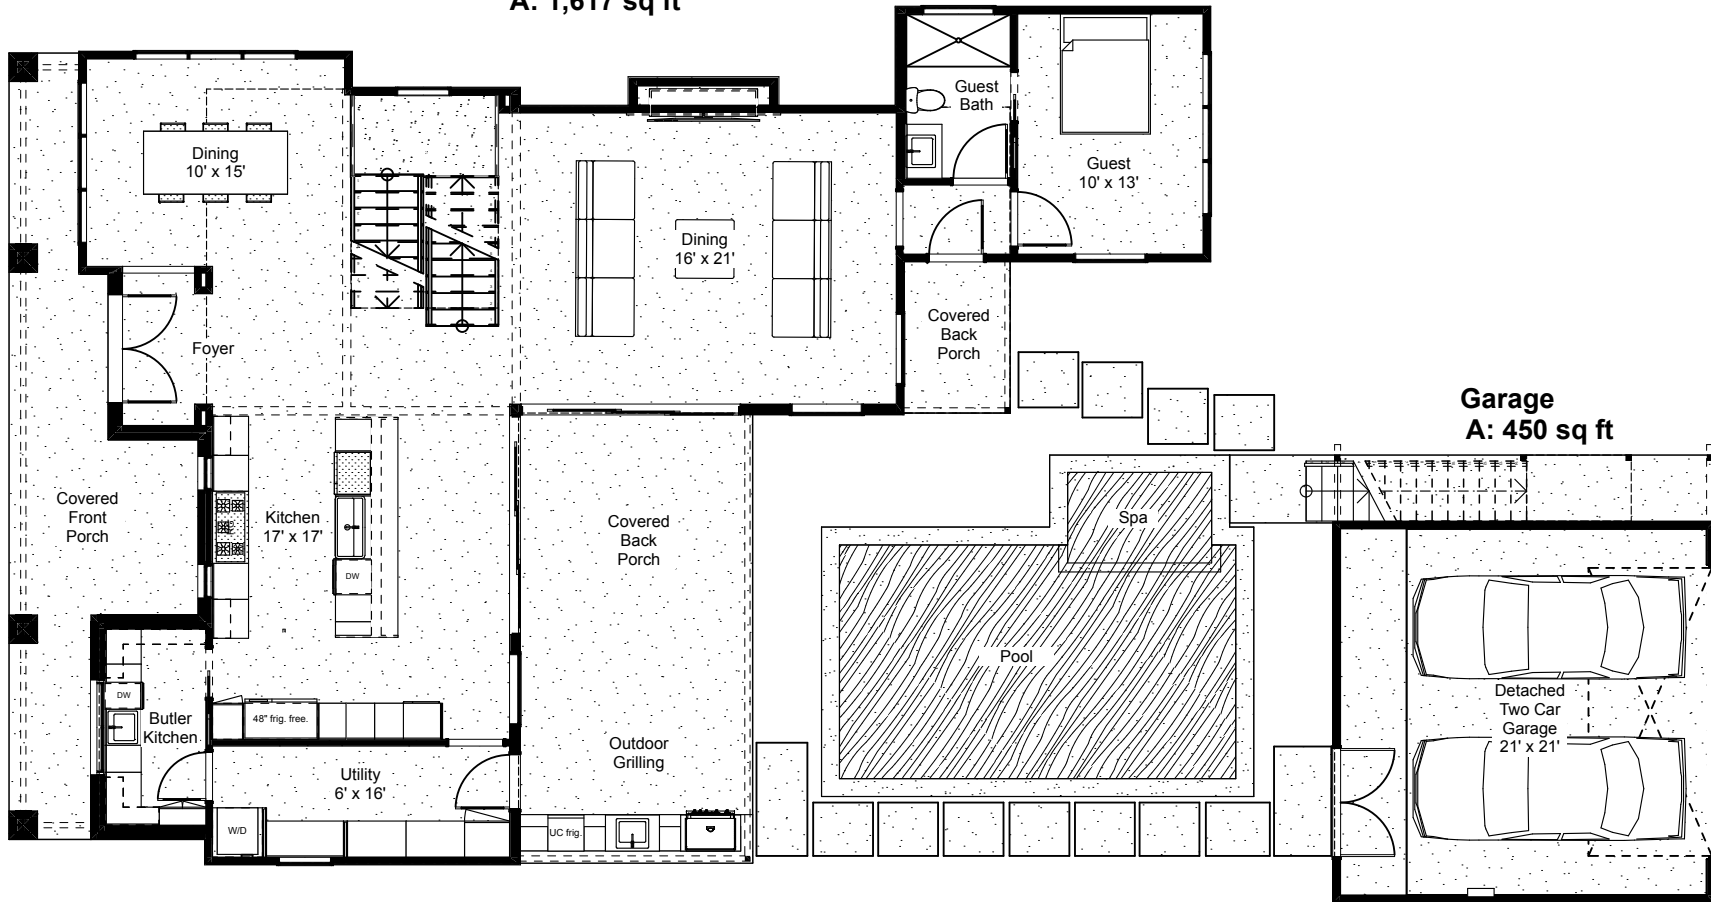 A: 1,617 sq ft
Guest
Bath
Dining
10' x 15'
Guest
10' x 13'
Dining
16' x 21'
Covered
Back
Porch
Foyer
Garage
A: 450 sq ft
Covered
Front
Porch
Kitchen
17' x 17'
Covered
Back
Porch
Spa
DW
Pool
DW
Butler
Kitchen
48" frig. free.
Detached
Two Car
Garage
21' x 21'
Outdoor
Grilling
Utility
6' x 16'
W/D
UC frig.